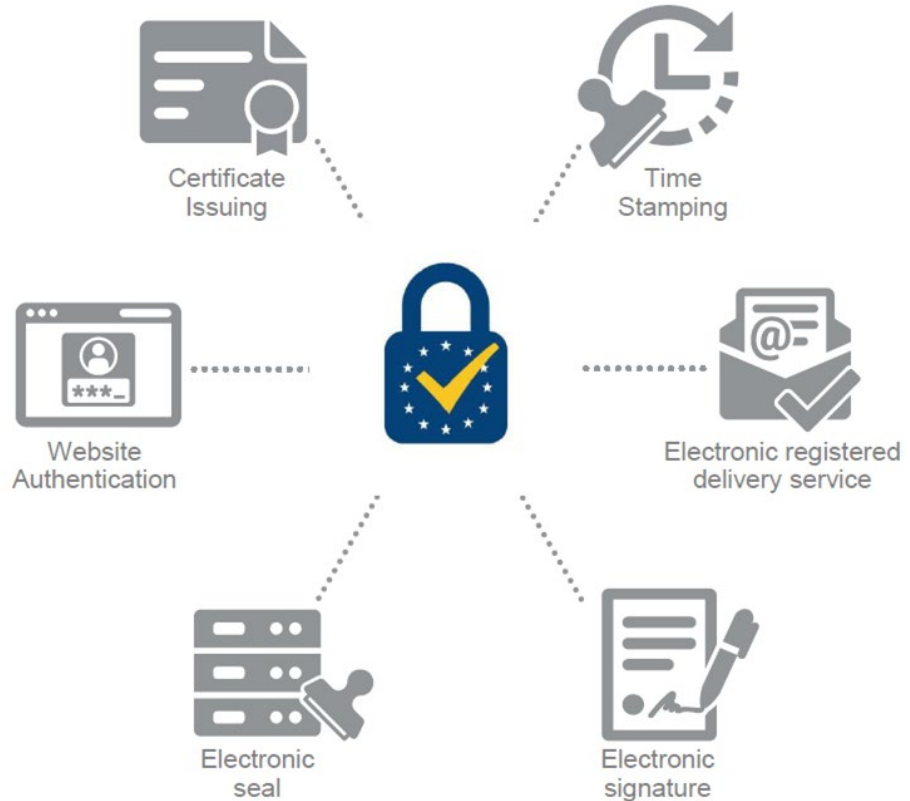 Certificate
Issuing
Time
Stamping
***_
@
Website
Authentication
Electronic registered
delivery service
Electronic
seal
Electronic
signature